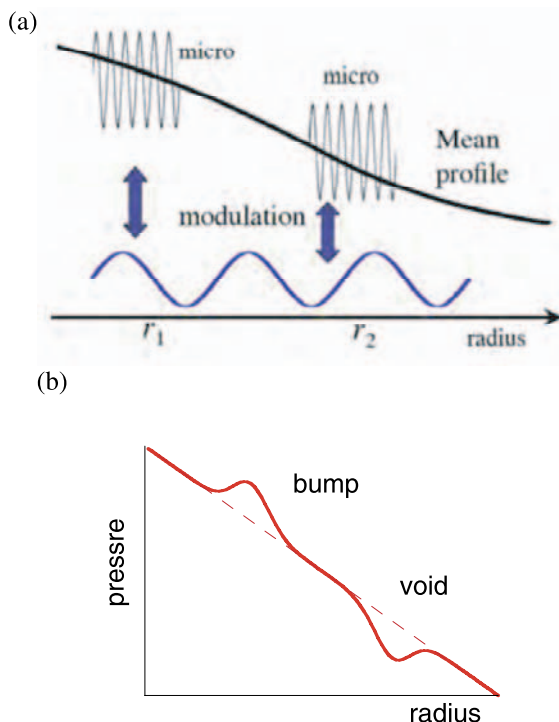 (a)
micro
micro
Mean
profile
modulation
r1
r2
radius
(b)
bump
void
pressre
radius